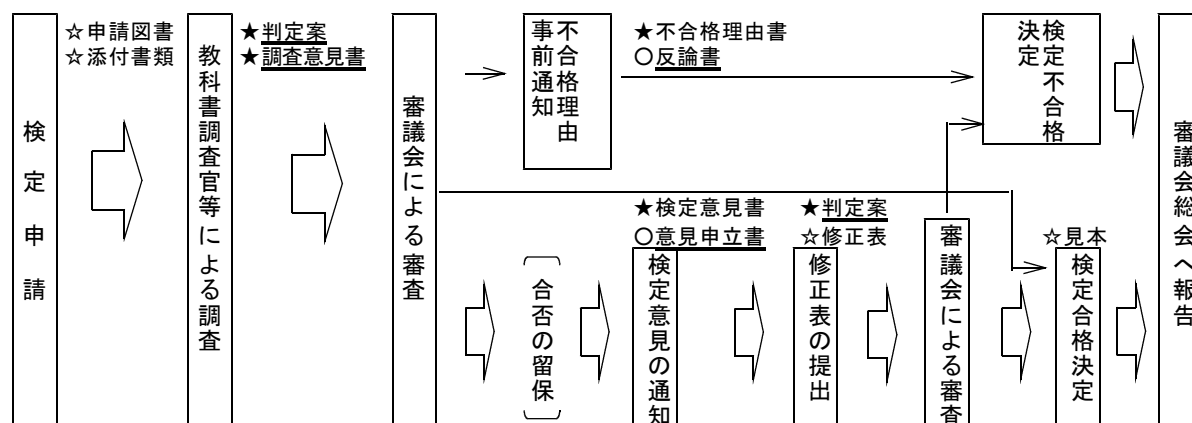 検定申請
☆申請図書
☆添付書類
教科書調査官等による調査
★判定案
★調査意見書
審議会による審査
不合格理由
事前通知
★不合格理由書
○反論書
検定不合格
決定
審議会総会へ報告
合否の留保
★検定意見書
○意見申立書
検定意見の通知
★判定案
☆修正表
修正表の提出
審議会による審査
☆見本
検定合格決定